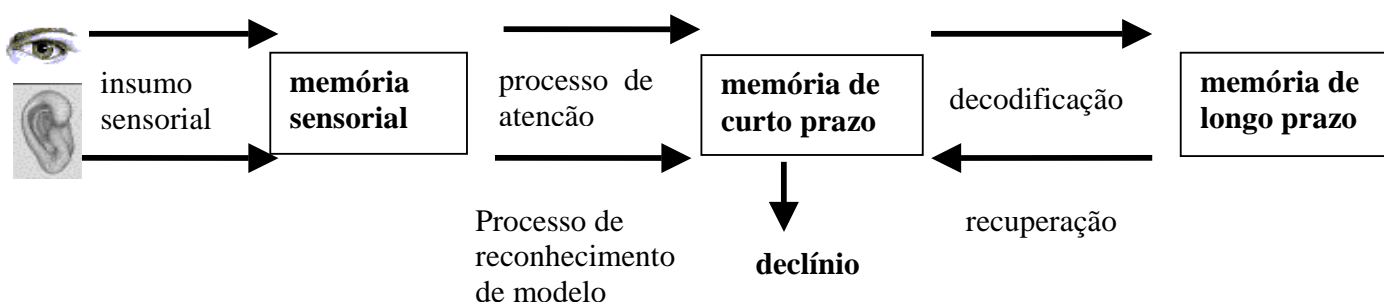 insumo
sensorial
memória
sensorial
processo de
atencão
Processo de
reconhecimento
de modelo
memória de
curto prazo
declínio
decodificação
recuperação
memória de
longo prazo